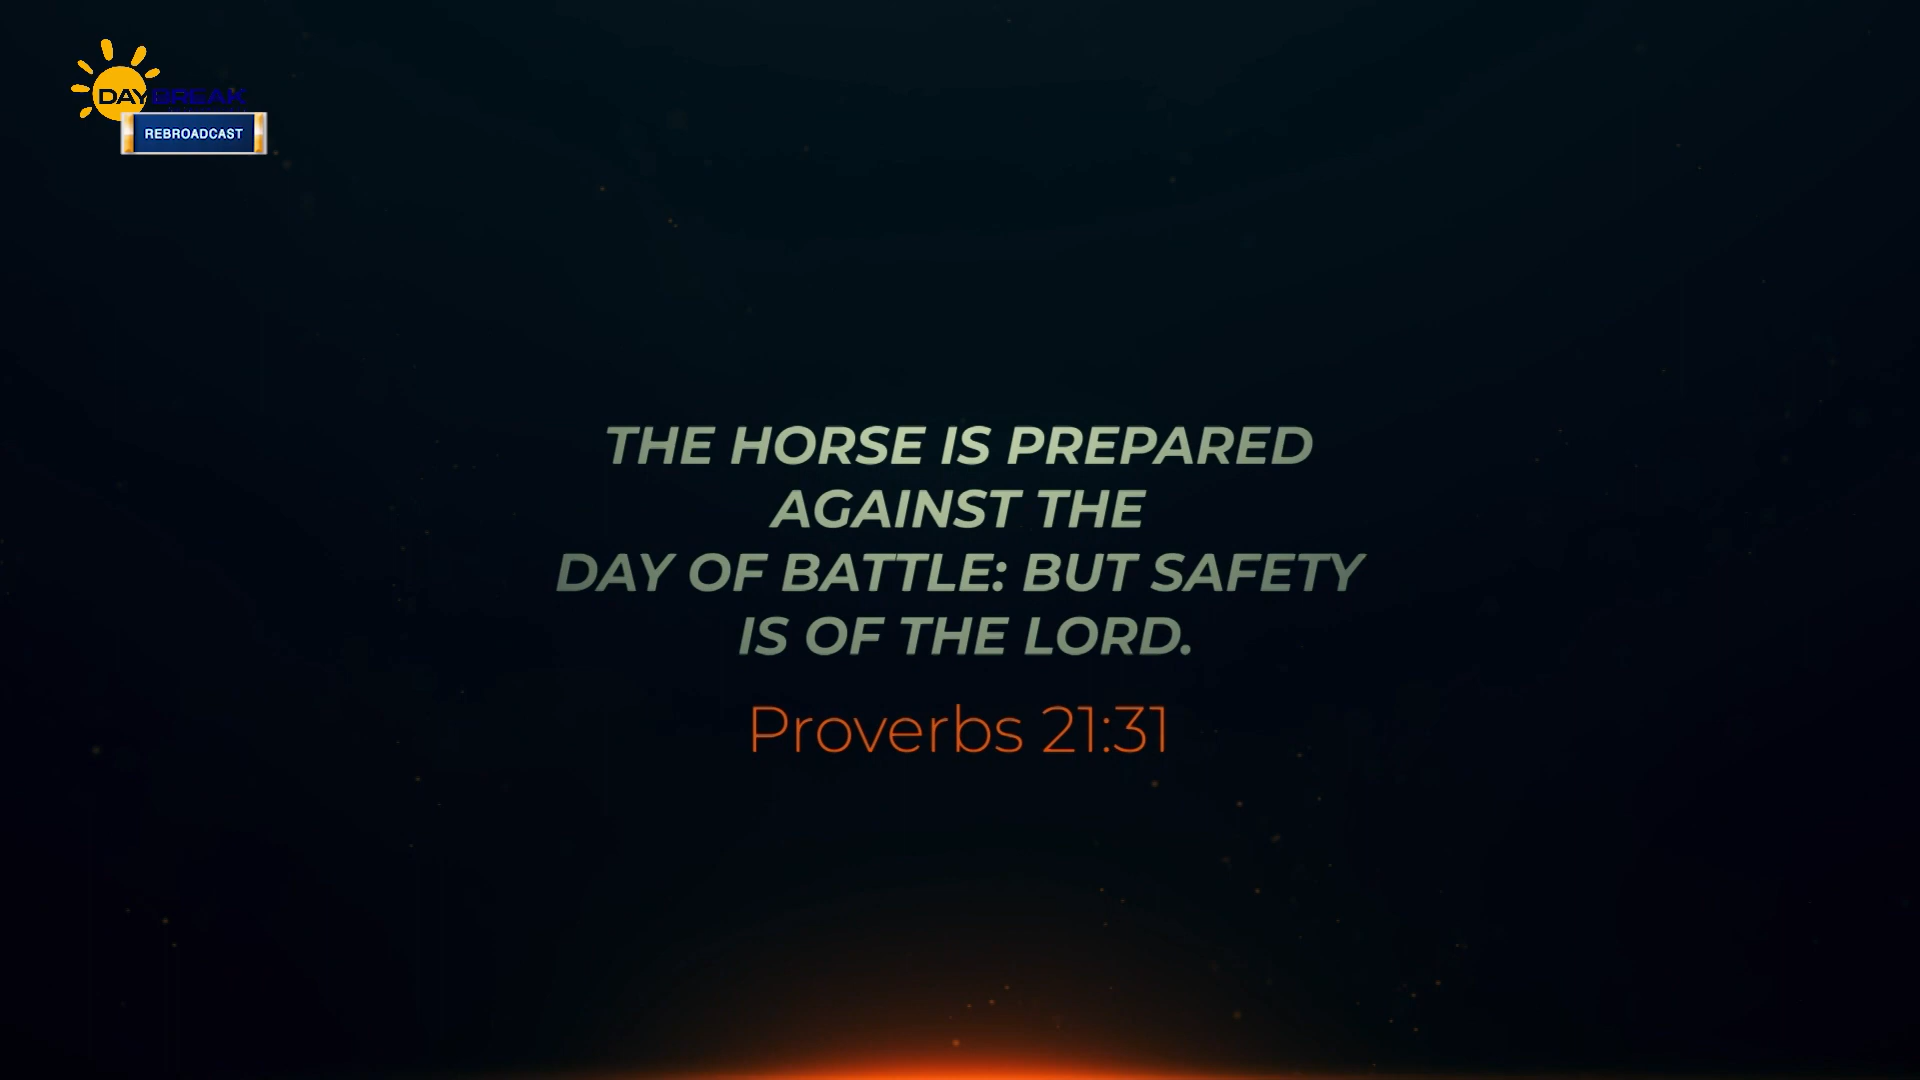 DAYBREAK
REBROADCAST
THE HORSE IS PREPARED
AGAINST THE
DAY OF BATTLE: BUT SAFETY
IS OF THE LORD.
Proverbs 21:31